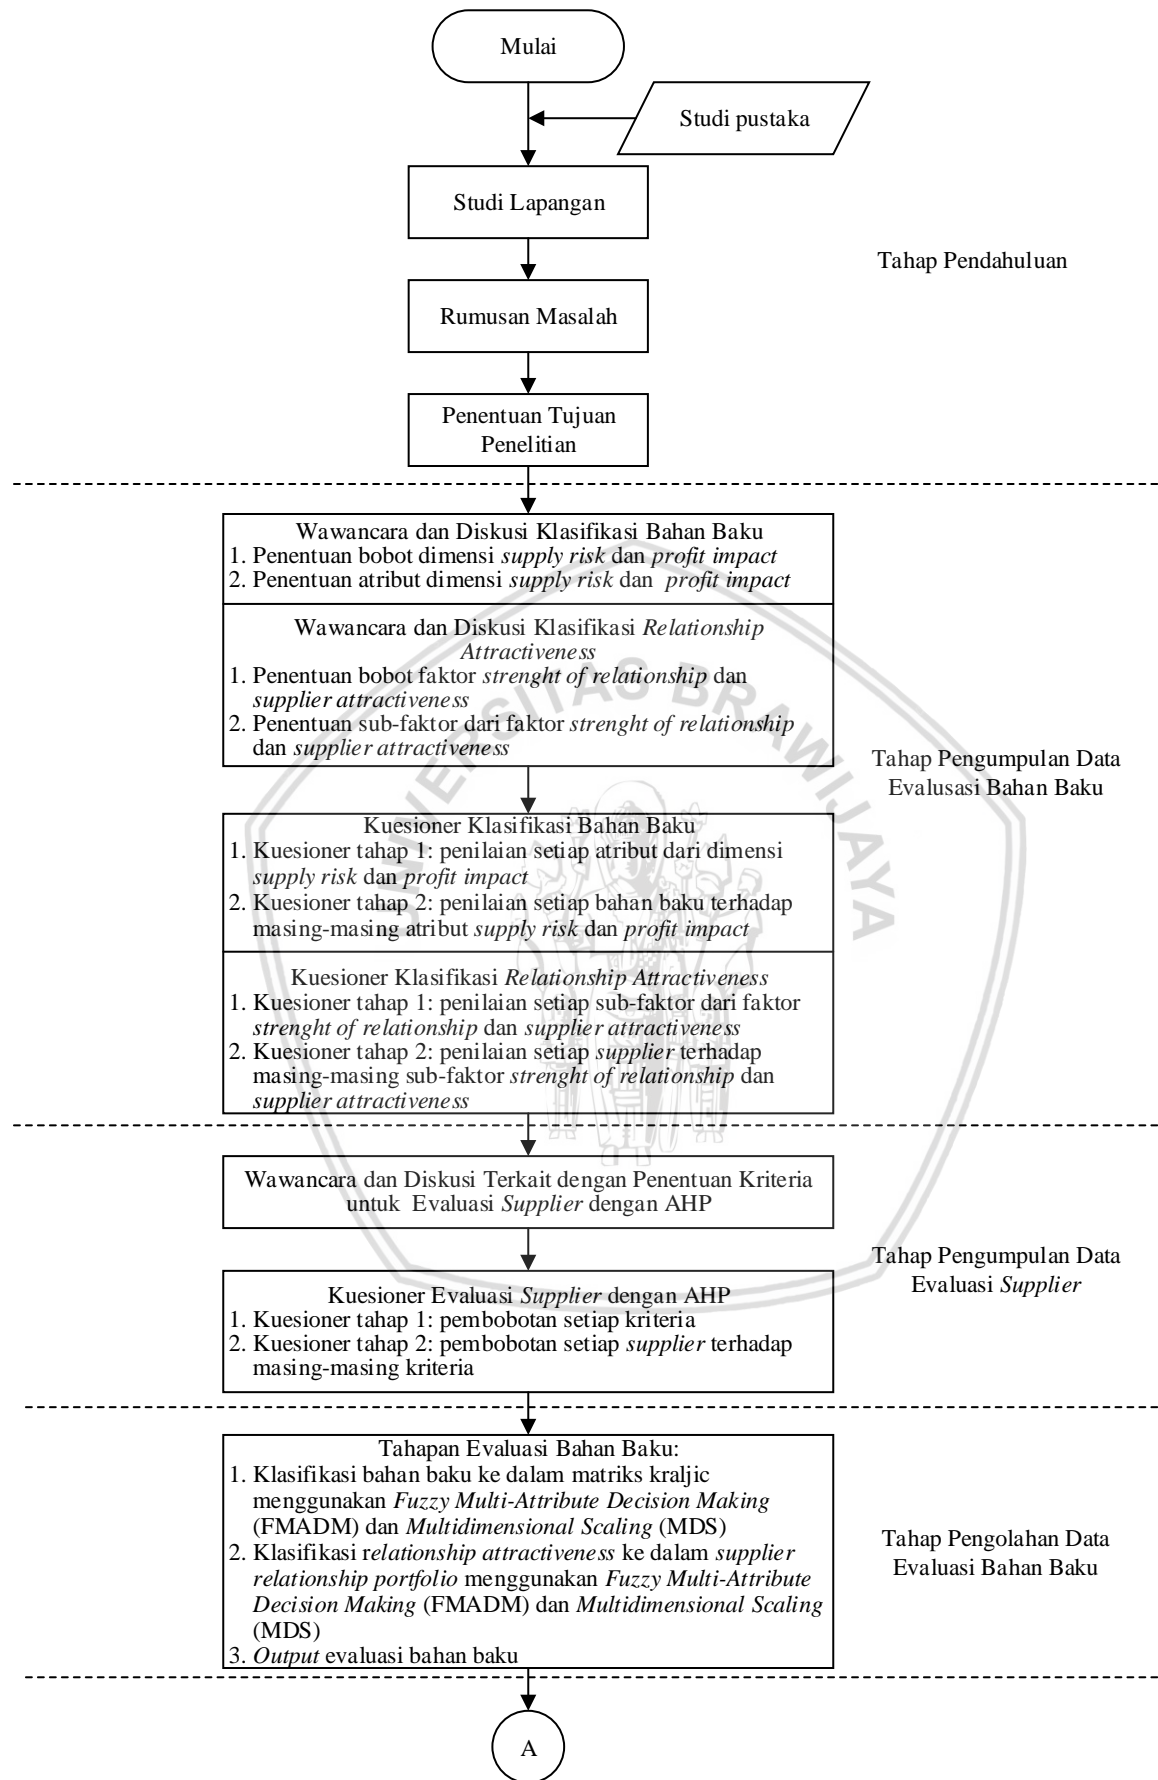 Mulai
Studi pustaka
Studi Lapangan
Tahap Pendahuluan
Rumusan Masalah
Penentuan Tujuan
Penelitian
Wawancara dan Diskusi Klasifikasi Bahan Baku
1. Penentuan bobot dimensi supply risk dan profit impact
2. Penentuan atribut dimensi supply risk dan profit impact
Wawancara dan Diskusi Klasifikasi Relationship
Attractiveness
1. Penentuan bobot faktor strenght of relationship dan
supplier attractiveness
2. Penentuan sub-faktor dari faktor strenght of relationship
dan supplier attractiveness
Tahap Pengumpulan Data
Evalusasi Bahan Baku
Kuesioner Klasifikasi Bahan Baku
1. Kuesioner tahap 1: penilaian setiap atribut dari dimensi
supply risk dan profit impact
2. Kuesioner tahap 2: penilaian setiap bahan baku terhadap
masing-masing atribut supply risk dan profit impact
Kuesioner Klasifikasi Relationship Attractiveness
1. Kuesioner tahap 1: penilaian setiap sub-faktor dari faktor
strenght of relationship dan supplier attractiveness
2. Kuesioner tahap 2: penilaian setiap supplier terhadap
masing-masing sub-faktor strenght of relationship dan
supplier attractiveness
UNIVERSITAS BRAWIJAYA
Wawancara dan Diskusi Terkait dengan Penentuan Kriteria
untuk Evaluasi Supplier dengan AHP
Tahap Pengumpulan Data
Evaluasi Supplier
Kuesioner Evaluasi Supplier dengan AHP
1. Kuesioner tahap 1: pembobotan setiap kriteria
2. Kuesioner tahap 2: pembobotan setiap supplier terhadap
masing-masing kriteria
Tahapan Evaluasi Bahan Baku:
1. Klasifikasi bahan baku ke dalam matriks kraljic
menggunakan Fuzzy Multi-Attribute Decision Making
(FMADM) dan Multidimensional Scaling (MDS)
2. Klasifikasi relationship attractiveness ke dalam supplier
relationship portfolio menggunakan Fuzzy Multi-Attribute
Decision Making (FMADM) dan Multidimensional Scaling
(MDS)
3. Output evaluasi bahan baku
Tahap Pengolahan Data
Evaluasi Bahan Baku
A